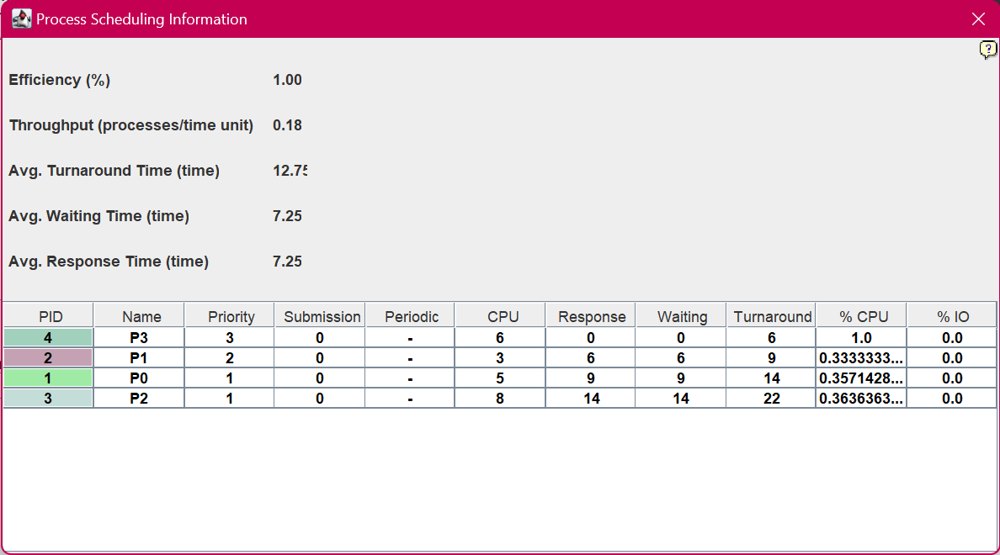 Process Scheduling Information
?
Efficiency (%) 1.00
Throughput (processes/time unit) 0.18
Avg. Turnaround Time (time) 12.75
Avg. Waiting Time (time) 7.25
Avg. Response Time (time) 7.25
PID Name Priority Submission Periodic CPU Response Waiting Turnaround % CPU % IO
4 P3 3 0 - 6 0 0 6 1.0 0.0
2 P1 2 0 - 3 6 6 9 0.3333333... 0.0
1 P0 1 0 - 5 9 9 14 0.3571428... 0.0
3 P2 1 0 - 8 14 14 22 0.3636363... 0.0